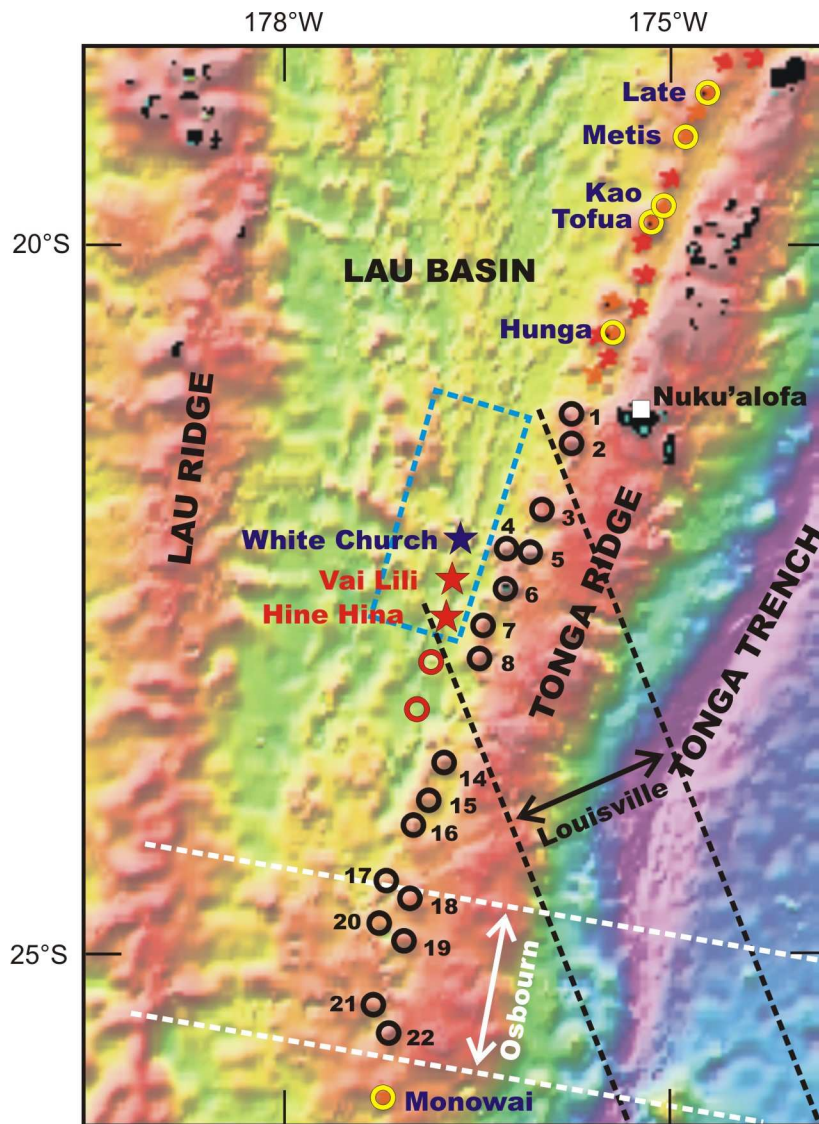 178°W 175°W
Late
Metis
Kao
Tofua
20°S
LAU BASIN
Hunga
LAU RIDGE
Nuku'alofa
1
2
3
TONGA RIDGE
4
5
White Church
TONGA TRENCH
Vai Lili
6
Hine Hina
7
8
14
Louisville
15
16
17
18
20
19
25°S
Osbourn
21
22
Monowai